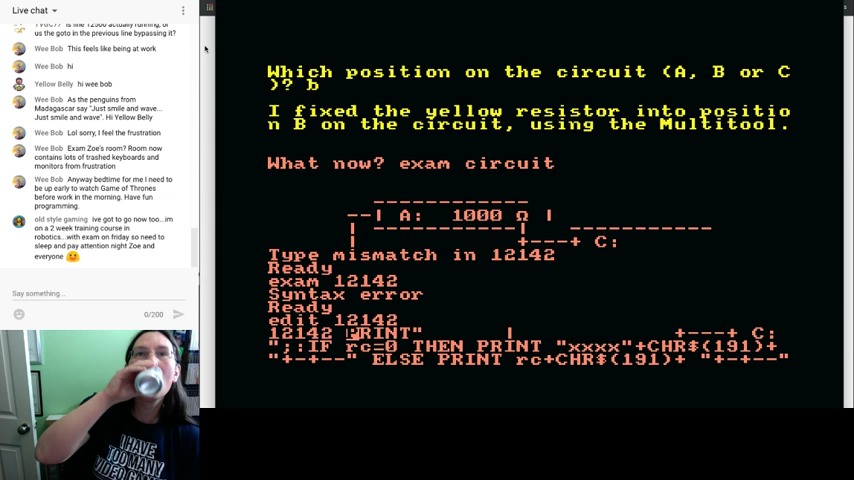 Live chat
TVGC77 Is line 12500 actually running, or
us the goto in the previous line bypassing it?
Wee Bob This feels like being at work
Wee Bob hi
Yellow Belly hi wee bob
Wee Bob As the penguins from
Madagascar say "Just smile and wave...
Just smile and wave". Hi Yellow Belly
Wee Bob Lol sorry, I feel the frustration
Wee Bob Exam Zoe's room? Room now
contains lots of trashed keyboards and
monitors from frustration
Wee Bob Anyway bedtime for me I need to
be up early to watch Game of Thrones
before work in the morning. Have fun
programming.
old style gaming ive got to go now too...im
on a 2 week training course in
robotics...with exam on friday so need to
sleep and pay attention night Zoe and
everyone
Say something...
0/200
I HAVE
TOO MANY
VIDEO GAMES
Which position on the circuit (A, B or C
)? b
I fixed the yellow resistor into positio
n B on the circuit, using the Multitool.
What now? exam circuit
------------
--| A: 1000 Ω |
| -----------| -----------
| +---+ C:
Type mismatch in 12142
Ready
exam 12142
Syntax error
Ready
edit 12142
12142 PRINT" | +---+ C:
";:IF rc=0 THEN PRINT "xxxx"+CHR$(191)+
"+-+--" ELSE PRINT rc+CHR$(191)+ "+-+--"